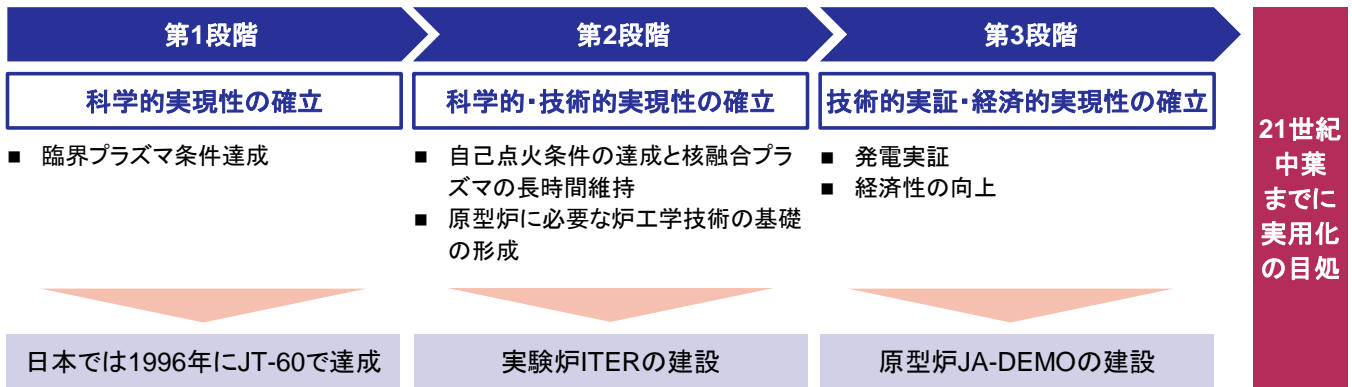 第1段階
第2段階
第3段階
科学的実現性の確立
科学的・技術的実現性の確立
技術的実証・経済的実現性の確立
■ 臨界プラズマ条件達成
■ 自己点火条件の達成と核融合プラ
ズマの長時間維持
■ 原型炉に必要な炉工学技術の基礎
の形成
■ 発電実証
■ 経済性の向上
日本では1996年にJT-60で達成
実験炉ITERの建設
原型炉JA-DEMOの建設
21世紀
中葉
までに
実用化
の目処